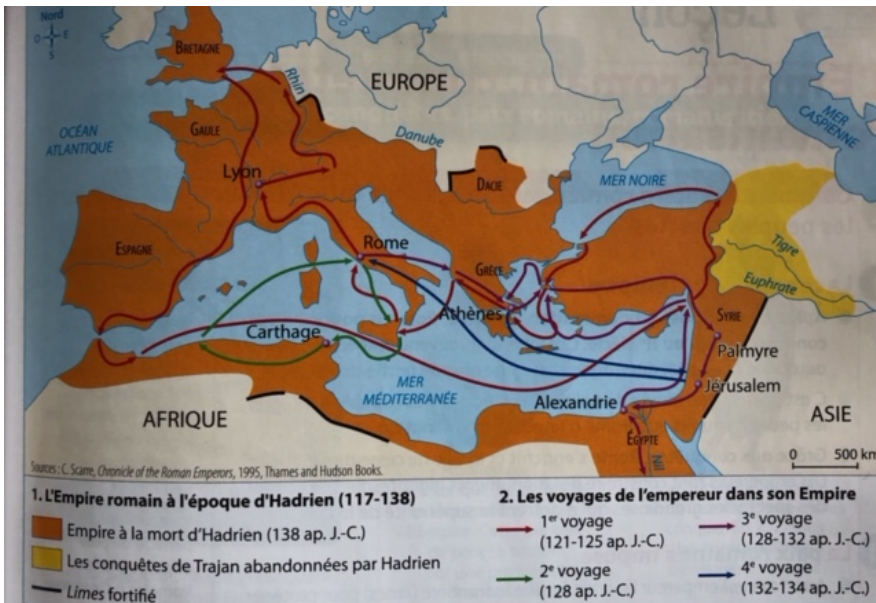 Nord
O
E
S
BRETAGNE
Rhin
EUROPE
OCÉAN
ATLANTIQUE
GAULE
Danube
MER
CASPIENNE
Lyon
DACIE
MER NOIRE
ESPAGNE
Rome
GRÈCE
Tigre
Euphrate
Athènes
SYRIE
Carthage
Palmyre
MER
MÉDITERRANÉE
Jérusalem
Alexandrie
AFRIQUE
ASIE
ÉGYPTE
Nil
0 500 km
Sources : C. Scarre, Chronicle of the Roman Emperors, 1995, Thames and Hudson Books.
1. L'Empire romain à l'époque d'Hadrien (117-138)
Empire à la mort d'Hadrien (138 ap. J.-C.)
Les conquêtes de Trajan abandonnées par Hadrien
Limes fortifié
2. Les voyages de l'empereur dans son Empire
1er voyage
(121-125 ap. J.-C.)
2e voyage
(128 ap. J.-C.)
3e voyage
(128-132 ap. J.-C.)
4e voyage
(132-134 ap. J.-C.)